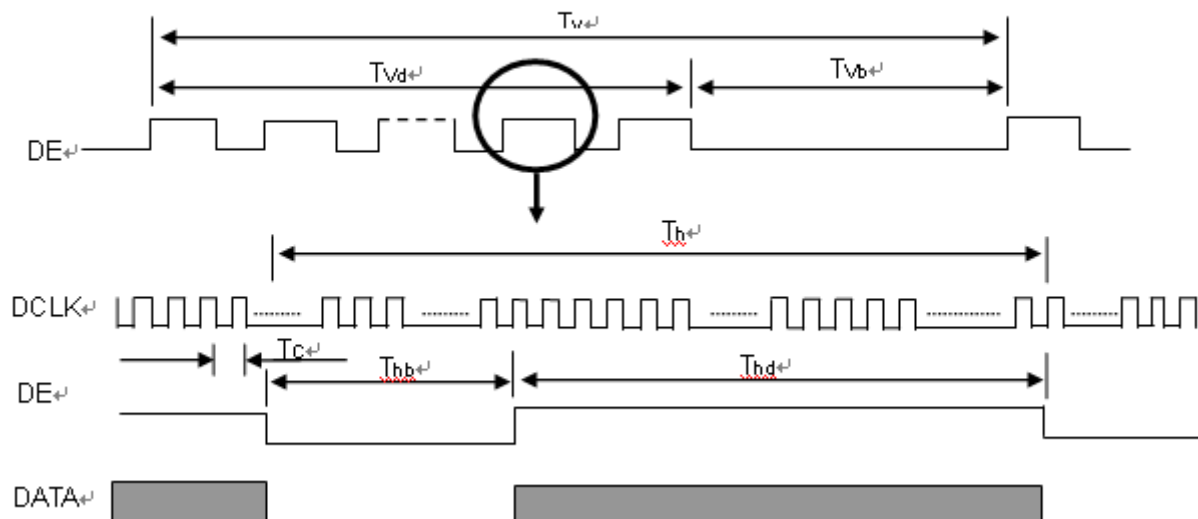 Tv↵
Tvd↵
Tvb↵
DE↵
Th↵
DCLK↵
Tc↵
Thb↵
Thd↵
DE↵
DATA↵